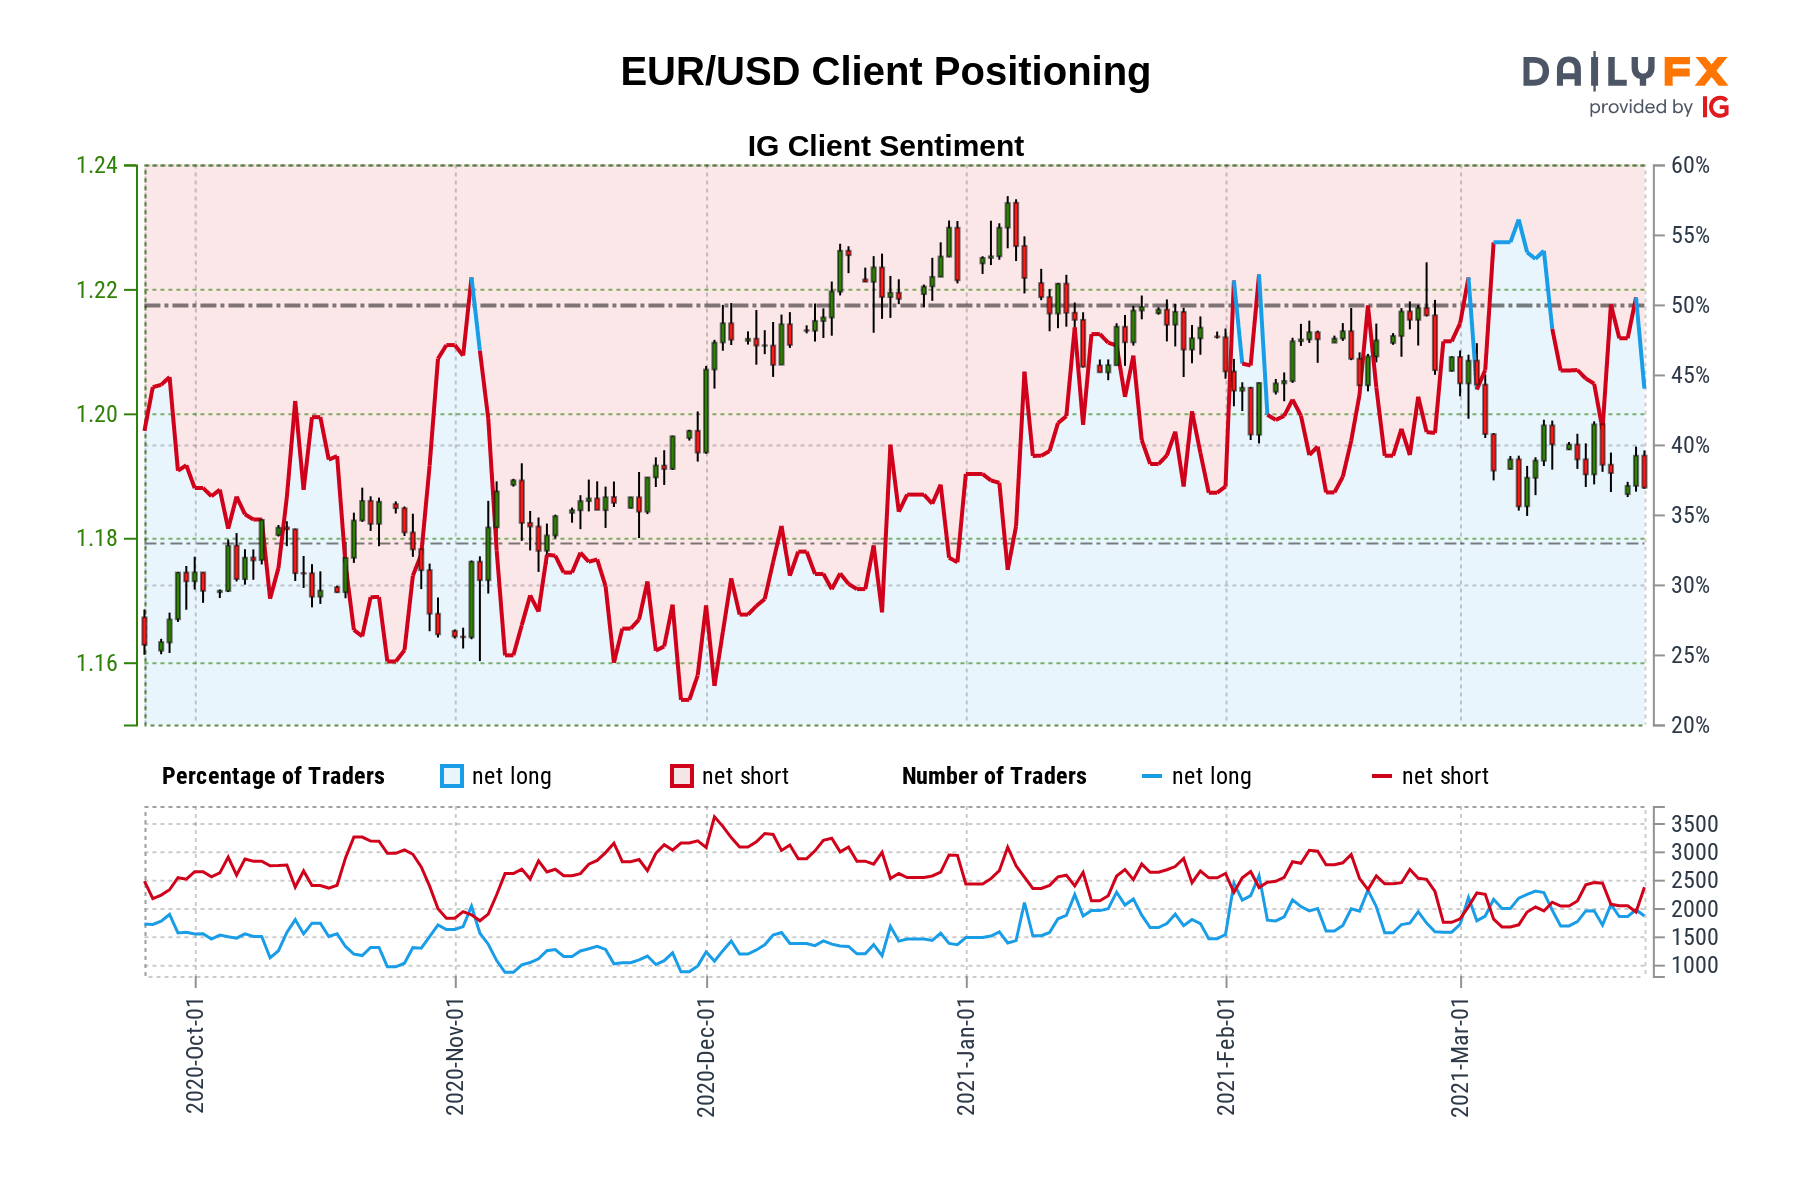 EUR/USD Client Positioning
DAILYFX
provided by IG
IG Client Sentiment
1.24
1.22
1.20
1.18
1.16
60%
55%
50%
45%
40%
35%
30%
25%
20%
Percentage of Traders net long net short Number of Traders net long net short
3500
3000
2500
2000
1500
1000
2020-Oct-01
2020-Nov-01
2020-Dec-01
2021-Jan-01
2021-Feb-01
2021-Mar-01